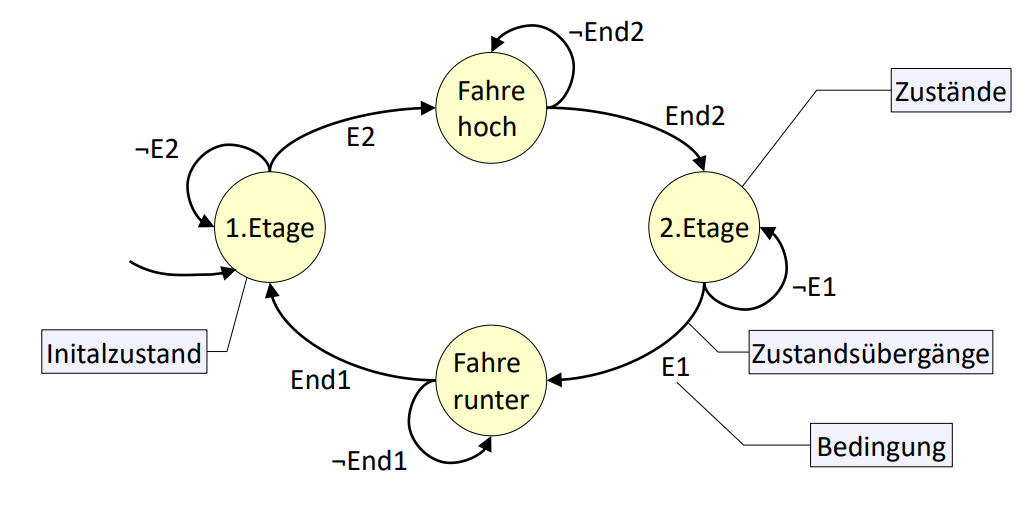 ¬End2
Fahre
hoch
Zustände
End2
E2
¬E2
1.Etage
2.Etage
¬E1
Initalzustand
Zustandsübergänge
Fahre
runter
E1
End1
Bedingung
¬End1